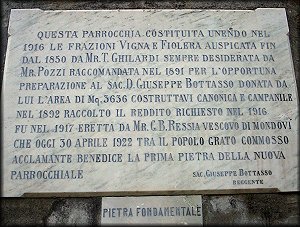 QUESTA PARROCCHIA COSTITUITA UNENDO NEL
1916 LE FRAZIONI VIGNA E FIOLERA AUSPICATA FIN
DAL 1850 DA MR. T. GHILARDI SEMPRE DESIDERATA DA
MR. POZZI RACCOMANDATA NEL 1891 PER L'OPPORTUNA
PREPARAZIONE AL SAC. D. GIUSEPPE BOTTASSO DONATA DA
LUI L'AREA DI MQ. 3636 COSTRUTTAVI CANONICA E CAMPANILE
NEL 1892 RACCOLTO IL REDDITO RICHIESTO NEL 1916
FU NEL 1917 ERETTA DA MR. G.B. RESSIA VESCOVO DI MONDOVÌ
CHE OGGI 30 APRILE 1922 TRA IL POPOLO GRATO COMMOSSO
ACCLAMANTE BENEDICE LA PRIMA PIETRA DELLA NUOVA
PARROCCHIALE
SAC. GIUSEPPE BOTTASSO
REGGENTE
PIETRA FONDAMENTALE